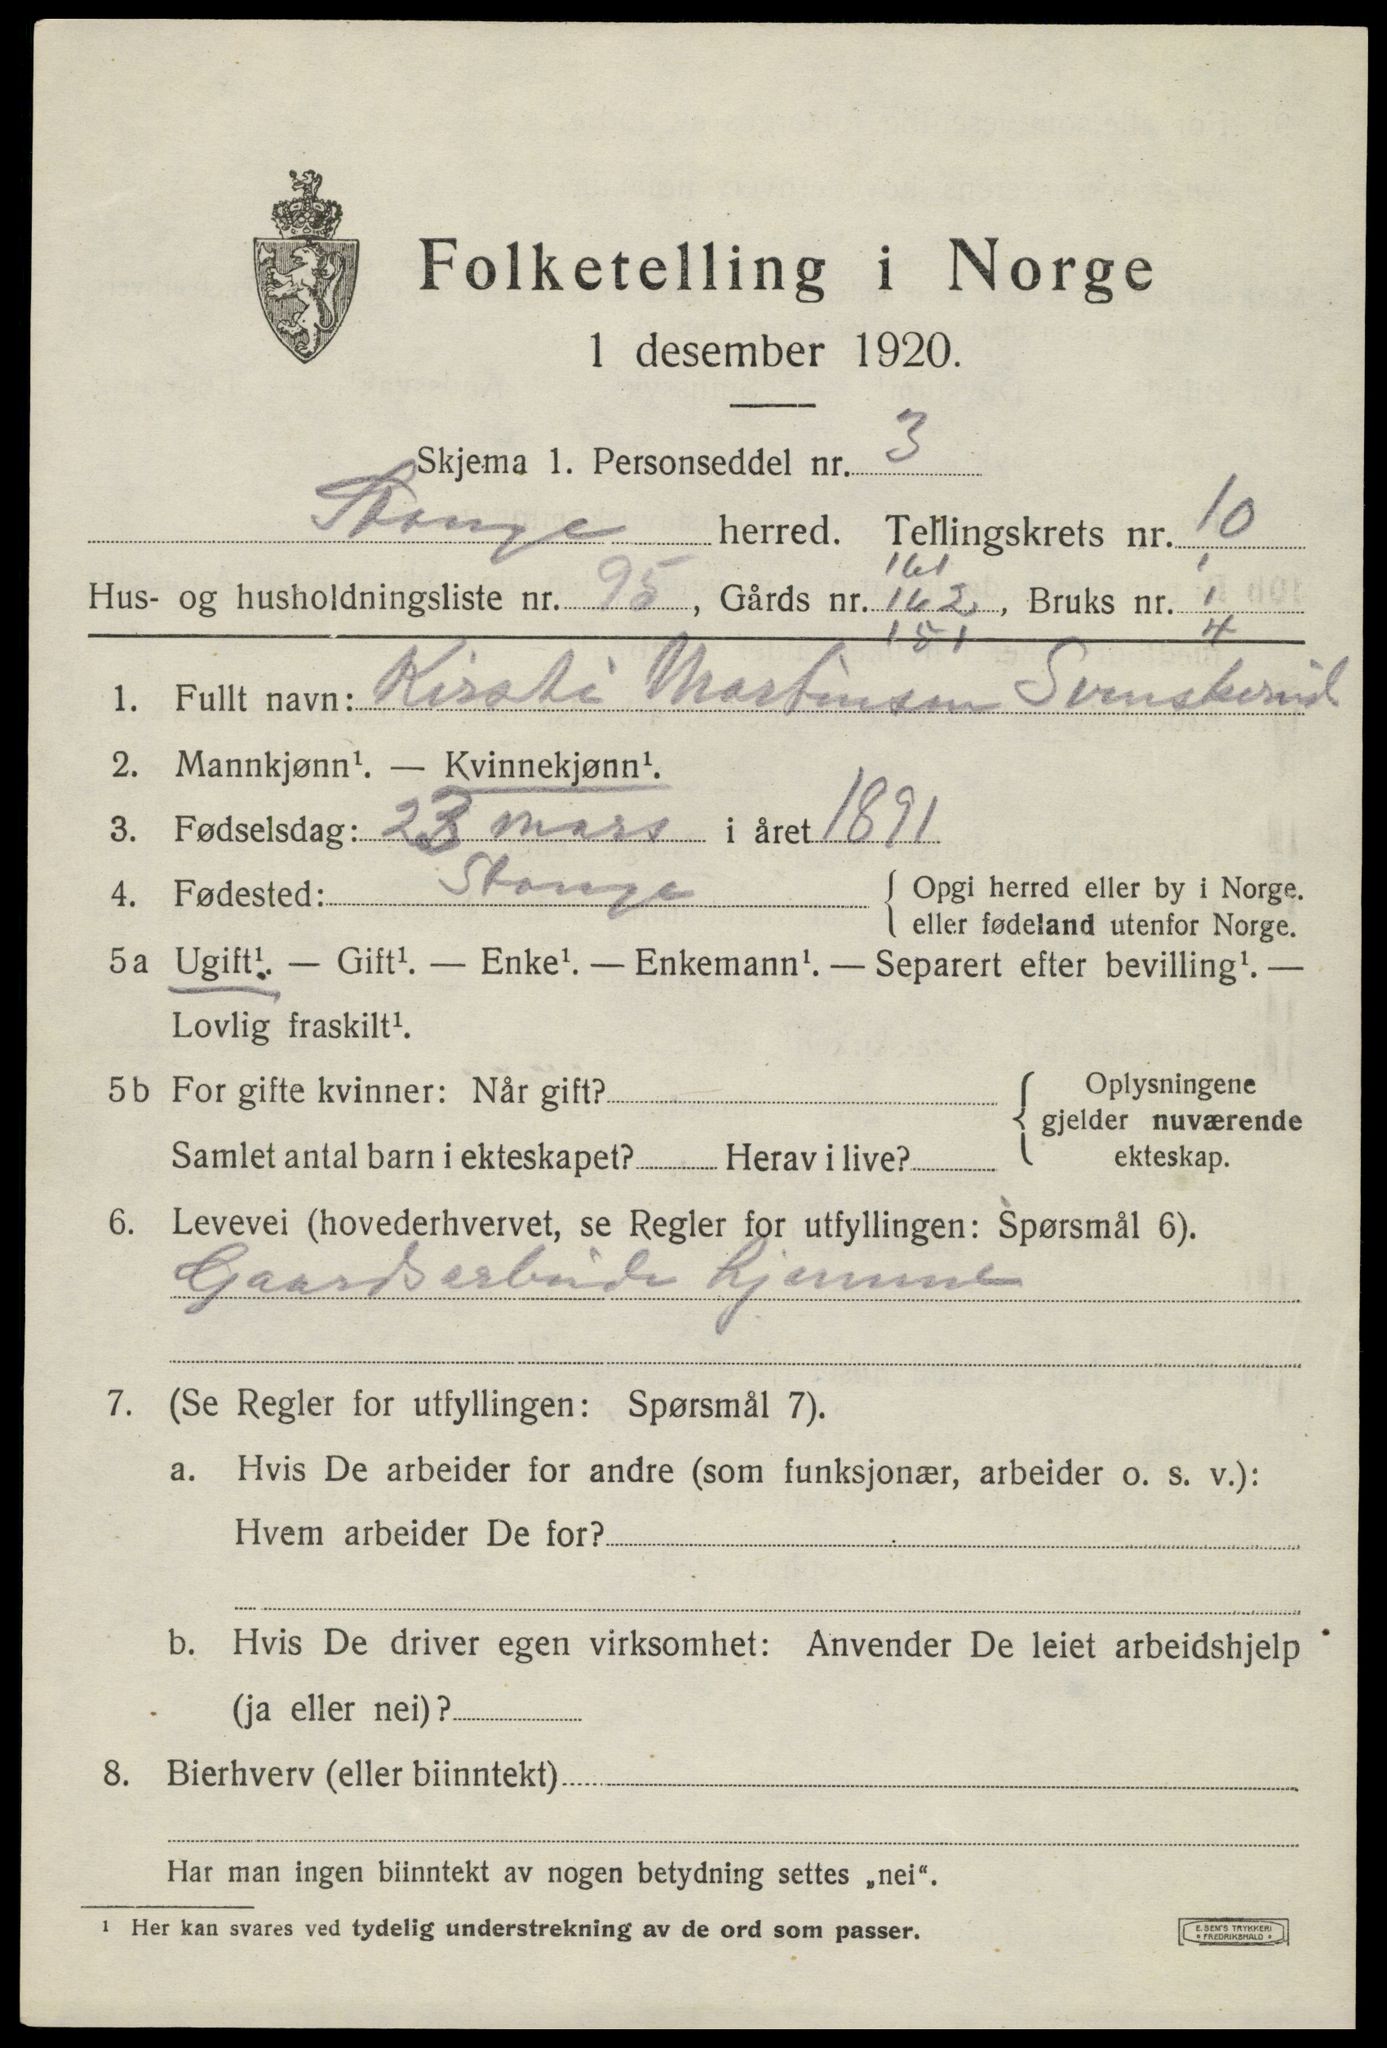 Folketelling i Norge
1 desember 1920.
Skjema 1. Personseddel nr. 3
Stange herred. Tellingskrets nr. 10
161 1
Hus- og husholdningsliste nr. 95, Gårds nr. 162, Bruks nr. 1
151 4
1. Fullt navn: Kirsti Martinsen Svenskerud
2. Mannkjønn¹. — Kvinnekjønn¹.
3. Fødselsdag: 23 mars i året 1891
4. Fødested: Stange { Opgi herred eller by i Norge.
eller fødeland utenfor Norge.
5a Ugift¹. — Gift¹. — Enke¹. — Enkemann¹. — Separert efter bevilling¹. —
Lovlig fraskilt¹.
5b For gifte kvinner: Når gift? { Oplysningene
gjelder nuværende
Samlet antal barn i ekteskapet? Herav i live? ekteskap.
6. Levevei (hovederhvervet, se Regler for utfyllingen: Spørsmål 6).
Gaardsarbeide hjemme
7. (Se Regler for utfyllingen: Spørsmål 7).
a. Hvis De arbeider for andre (som funksjonær, arbeider o. s. v.):
Hvem arbeider De for?
b. Hvis De driver egen virksomhet: Anvender De leiet arbeidshjelp
(ja eller nei)?
8. Bierhverv (eller biinntekt)
Har man ingen biinntekt av nogen betydning settes „nei“.
¹ Her kan svares ved tydelig understrekning av de ord som passer.
E. SEM'S TRYKKERI
• FREDRIKSHALD •